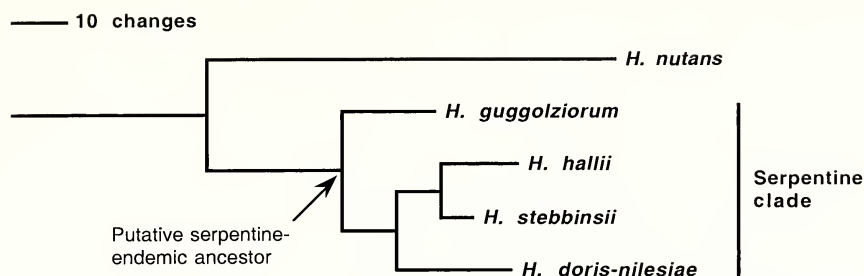 10 changes
H. nutans
H. guggolziorum
H. hallii
H. stebbinsii
H. doris-nilesiae
Serpentine
clade
Putative serpentine-
endemic ancestor